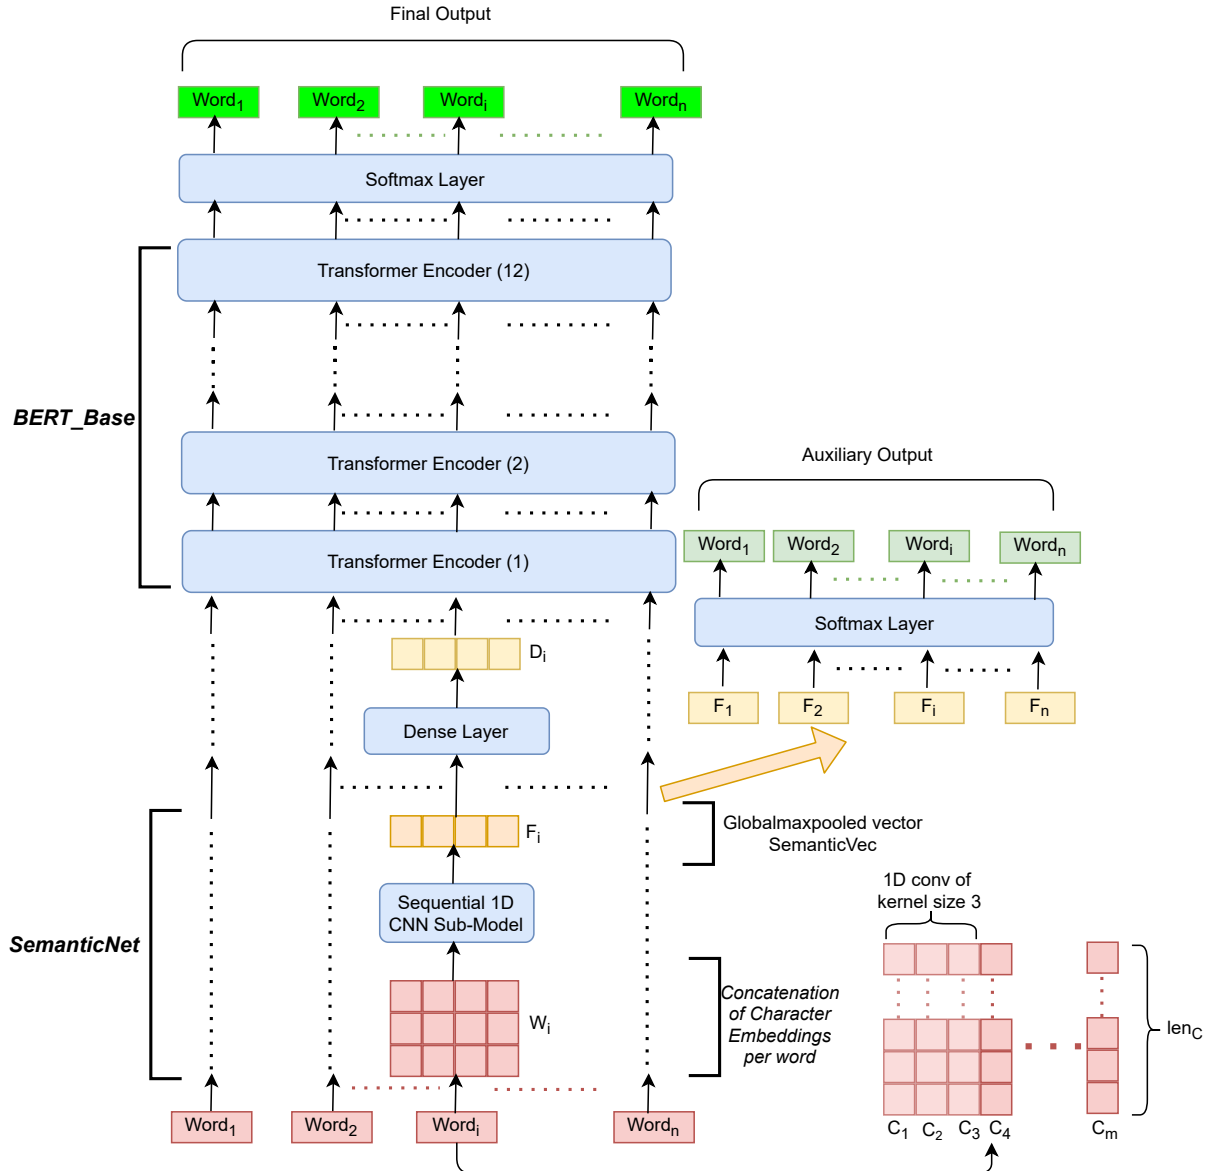 Final Output
Word1 Word2 Wordi Wordn
Softmax Layer
Transformer Encoder (12)
BERT_Base
Transformer Encoder (2)
Transformer Encoder (1)
Auxiliary Output
Word1 Word2 Wordi Wordn
Softmax Layer
F1 F2 Fi Fn
Di
Dense Layer
Fi
Globalmaxpooled vector
SemanticVec
Sequential 1D
CNN Sub-Model
SemanticNet
Wi
Concatenation
of Character
Embeddings
per word
1D conv of
kernel size 3
lenC
C1 C2 C3 C4 Cm
Word1 Word2 Wordi Wordn